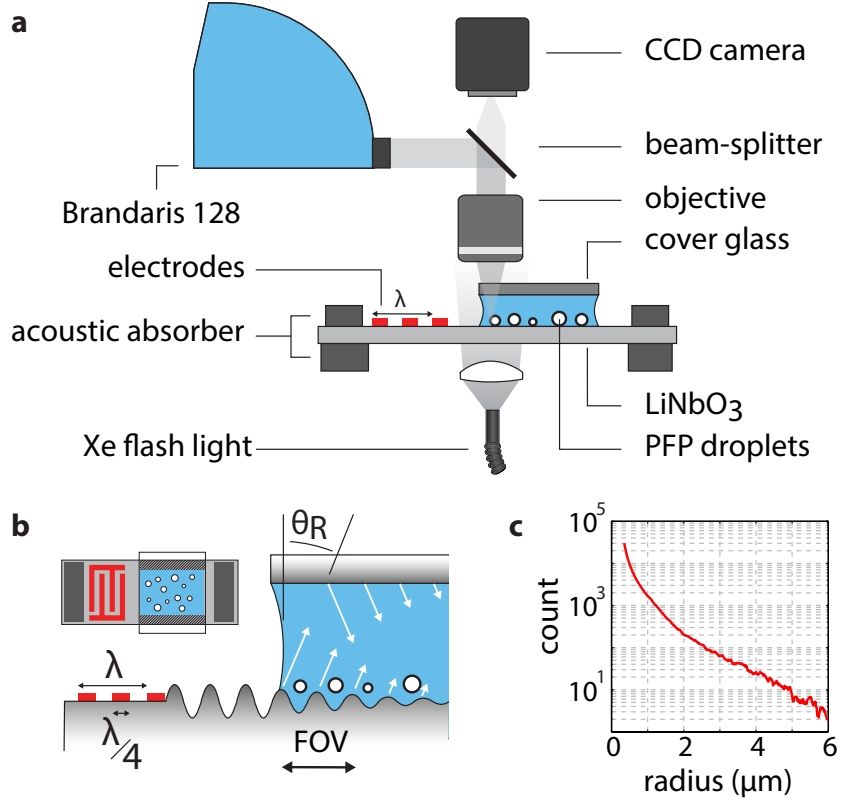 a
CCD camera
beam-splitter
Brandaris 128
objective
cover glass
electrodes
λ
acoustic absorber
LiNbO3
Xe flash light
PFP droplets
b
θR
λ
λ/4
FOV
c
10^5
10^3
10^1
count
0 2 4 6
radius (μm)